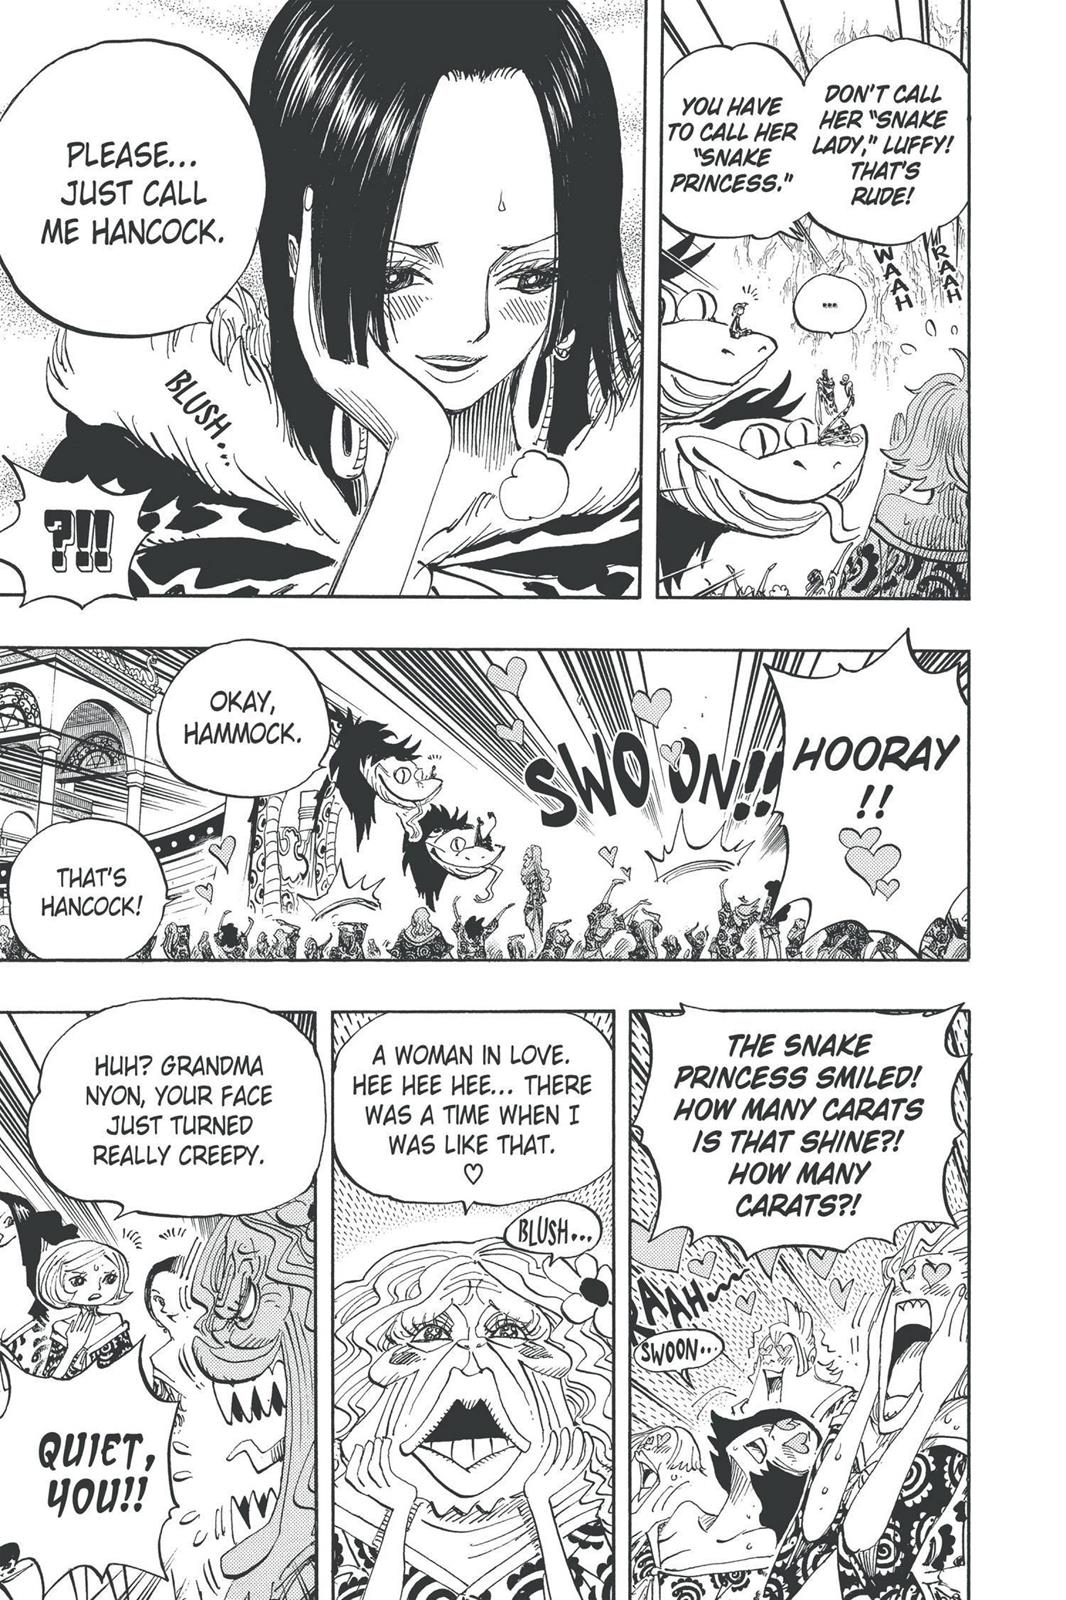 DON'T CALL
HER "SNAKE
LADY," LUFFY!
THAT'S
RUDE!
YOU HAVE
TO CALL HER
"SNAKE
PRINCESS."
WRAAH
WAAH
...
PLEASE...
JUST CALL
ME HANCOCK.
BLUSH...
?!!
HOORAY
!!
SWOON!!
OKAY,
HAMMOCK.
THAT'S
HANCOCK!
THE SNAKE
PRINCESS SMILED!
HOW MANY CARATS
IS THAT SHINE?!
HOW MANY
CARATS?!
RAAH
SWOON...
A WOMAN IN LOVE.
HEE HEE HEE... THERE
WAS A TIME WHEN I
WAS LIKE THAT.
♡
BLUSH...
HUH? GRANDMA
NYON, YOUR FACE
JUST TURNED
REALLY CREEPY.
QUIET,
YOU!!